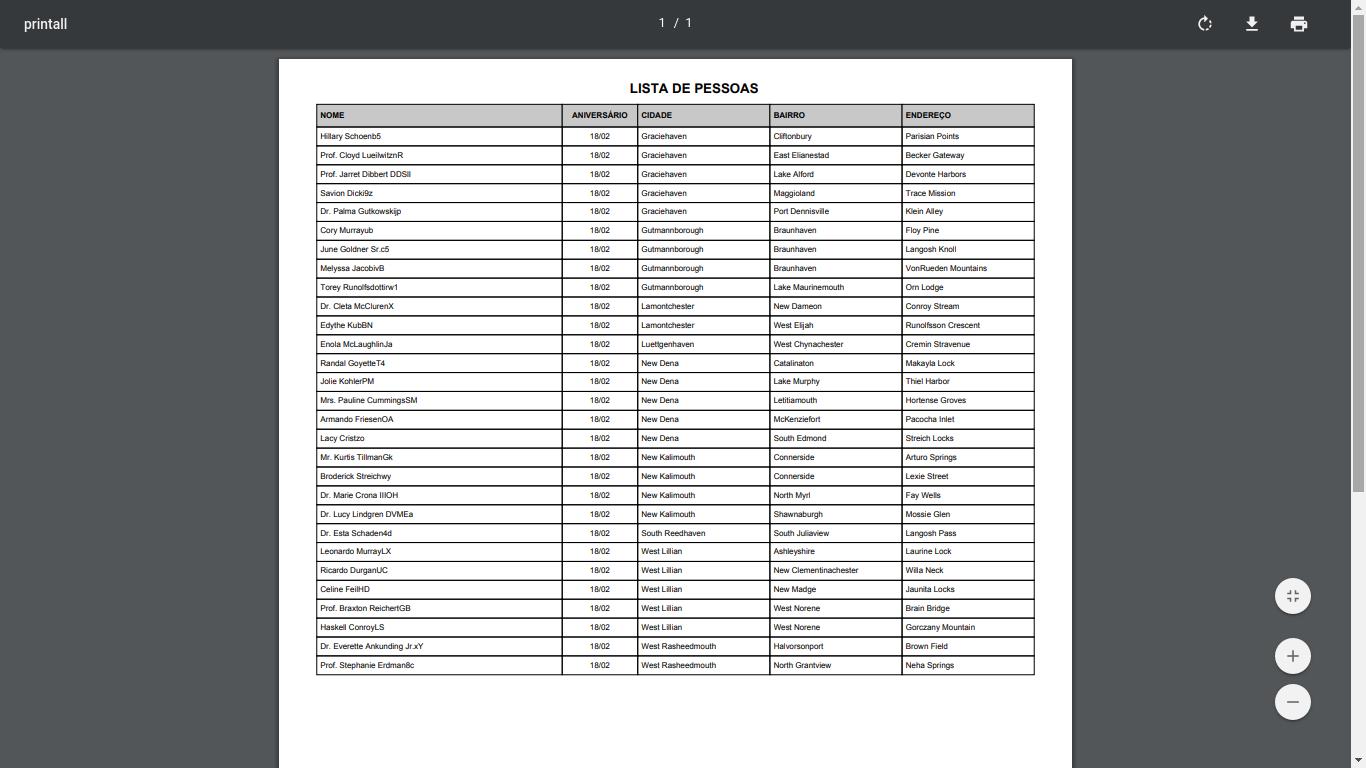 printall
1 / 1
LISTA DE PESSOAS
NOME ANIVERSÁRIO CIDADE BAIRRO ENDEREÇO
Hillary Schoenb5 18/02 Graciehaven Cliftonbury Parisian Points
Prof. Cloyd LueilwitznR 18/02 Graciehaven East Elianestad Becker Gateway
Prof. Jarret Dibbert DDSlI 18/02 Graciehaven Lake Alford Devonte Harbors
Savion Dicki9z 18/02 Graciehaven Maggioland Trace Mission
Dr. Palma Gutkowskijp 18/02 Graciehaven Port Dennisville Klein Alley
Cory Murrayub 18/02 Gutmannborough Braunhaven Floy Pine
June Goldner Sr.c5 18/02 Gutmannborough Braunhaven Langosh Knoll
Melyssa JacobivB 18/02 Gutmannborough Braunhaven VonRueden Mountains
Torey Runolfsdottirw1 18/02 Gutmannborough Lake Maurinemouth Orn Lodge
Dr. Cleta McClurenX 18/02 Lamontchester New Dameon Conroy Stream
Edythe KubBN 18/02 Lamontchester West Elijah Runolfsson Crescent
Enola McLaughlinJa 18/02 Luettgenhaven West Chynachester Cremin Stravenue
Randal GoyetteT4 18/02 New Dena Catalinaton Makayla Lock
Jolie KohlerPM 18/02 New Dena Lake Murphy Thiel Harbor
Mrs. Pauline CummingsSM 18/02 New Dena Letitiamouth Hortense Groves
Armando FriesenOA 18/02 New Dena McKenziefort Pacocha Inlet
Lacy Cristzo 18/02 New Dena South Edmond Streich Locks
Mr. Kurtis TillmanGk 18/02 New Kalimouth Connerside Arturo Springs
Broderick Streichwy 18/02 New Kalimouth Connerside Lexie Street
Dr. Marie Crona IIIOH 18/02 New Kalimouth North Myrl Fay Wells
Dr. Lucy Lindgren DVMEa 18/02 New Kalimouth Shawnaburgh Mossie Glen
Dr. Esta Schaden4d 18/02 South Reedhaven South Juliaview Langosh Pass
Leonardo MurrayLX 18/02 West Lillian Ashleyshire Laurine Lock
Ricardo DurganUC 18/02 West Lillian New Clementinachester Willa Neck
Celine FeilHD 18/02 West Lillian New Madge Jaunita Locks
Prof. Braxton ReichertGB 18/02 West Lillian West Norene Brain Bridge
Haskell ConroyLS 18/02 West Lillian West Norene Gorczany Mountain
Dr. Everette Ankunding Jr.xY 18/02 West Rasheedmouth Halvorsonport Brown Field
Prof. Stephanie Erdman8c 18/02 West Rasheedmouth North Grantview Neha Springs